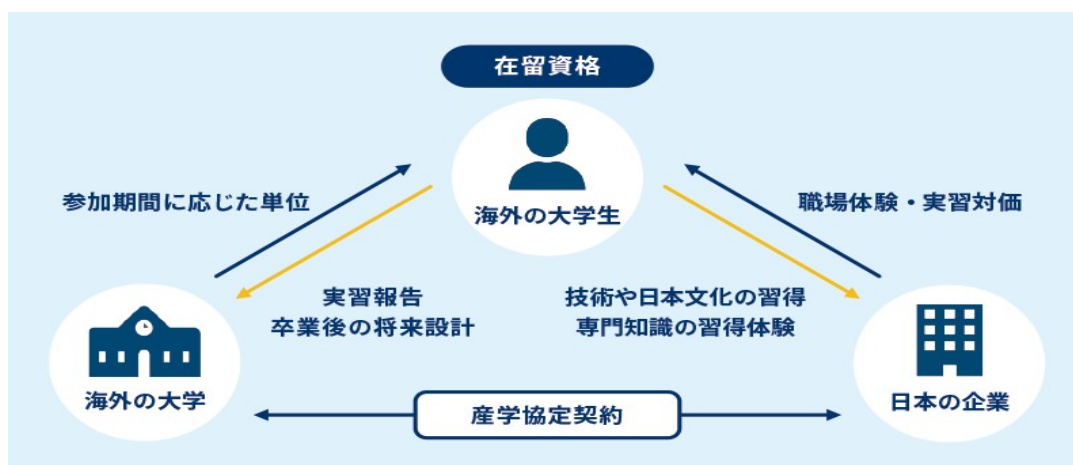 在留資格
海外の大学生
参加期間に応じた単位
職場体験・実習対価
実習報告
卒業後の将来設計
技術や日本文化の習得
専門知識の習得体験
海外の大学
産学協定契約
日本の企業